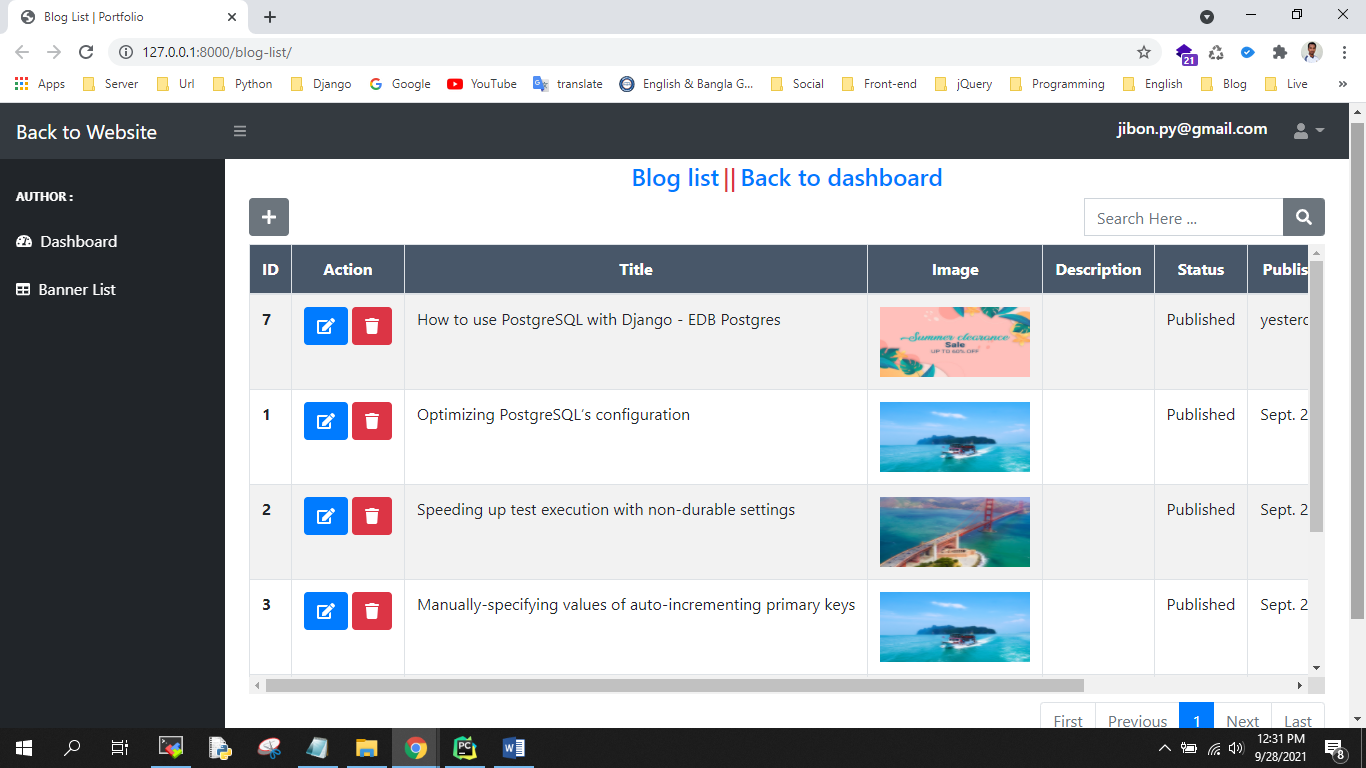 Blog List | Portfolio
127.0.0.1:8000/blog-list/
21
Apps Server Url Python Django Google YouTube translate English & Bangla G... Social Front-end jQuery Programming English Blog Live »
Back to Website jibon.py@gmail.com
Blog list || Back to dashboard
AUTHOR :
Dashboard
Banner List
Search Here ...
ID Action Title Image Description Status Publis
7 How to use PostgreSQL with Django - EDB Postgres Published yesterd
Summer clearance
Sale
UP TO 60% OFF
1 Optimizing PostgreSQL's configuration Published Sept. 2
2 Speeding up test execution with non-durable settings Published Sept. 2
3 Manually-specifying values of auto-incrementing primary keys Published Sept. 2
First Previous 1 Next Last
12:31 PM
9/28/2021
8